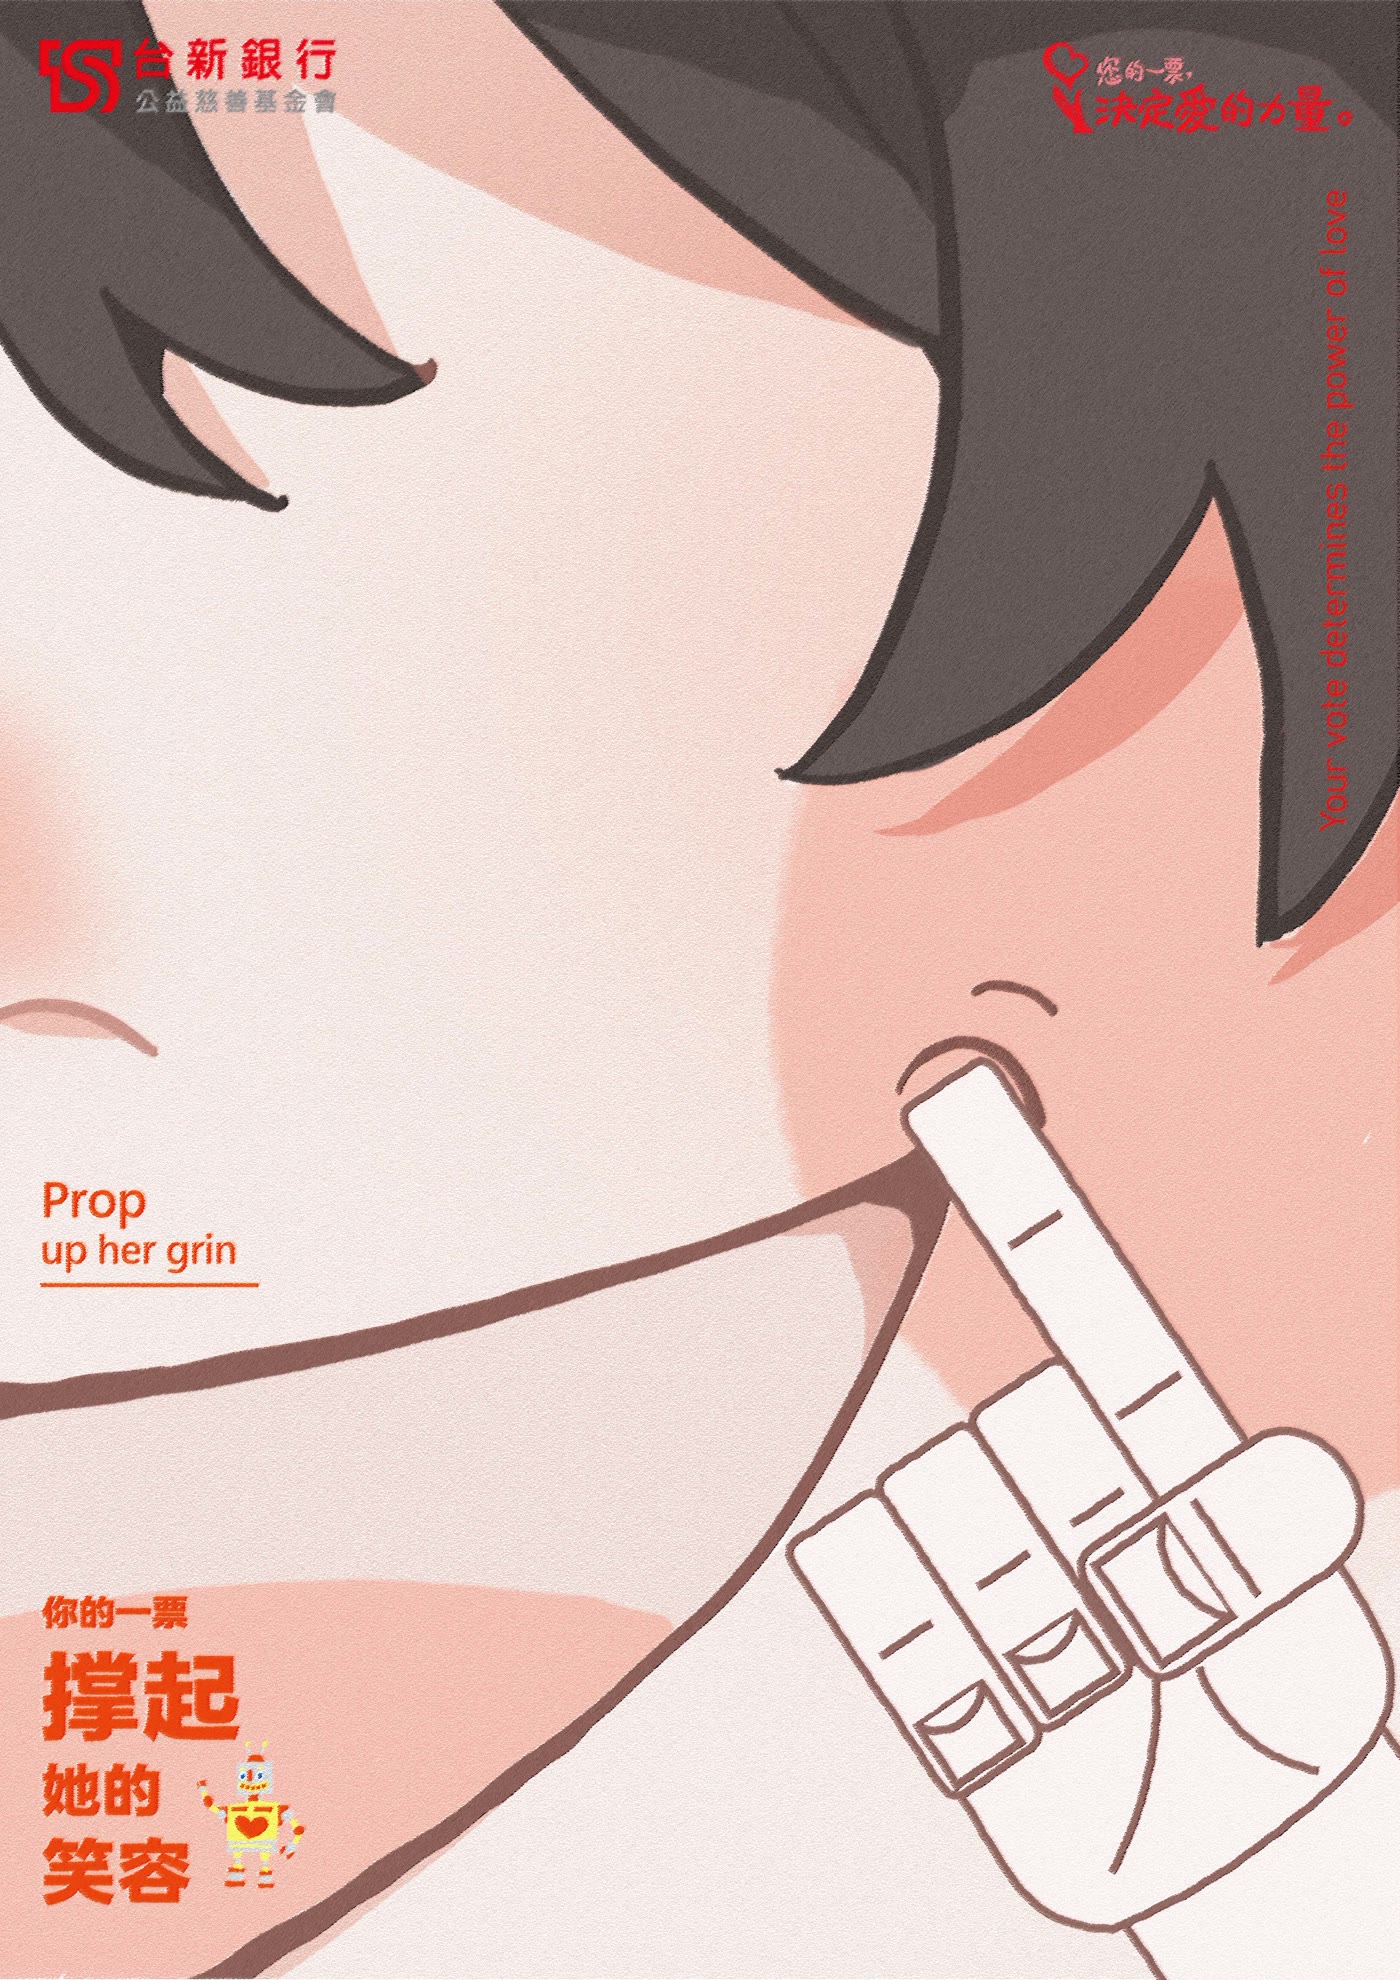 台新銀行
公益慈善基金會
您的一票,
決定愛的力量。
Your vote determines the power of love
Prop
up her grin
你的一票
撐起
她的
笑容